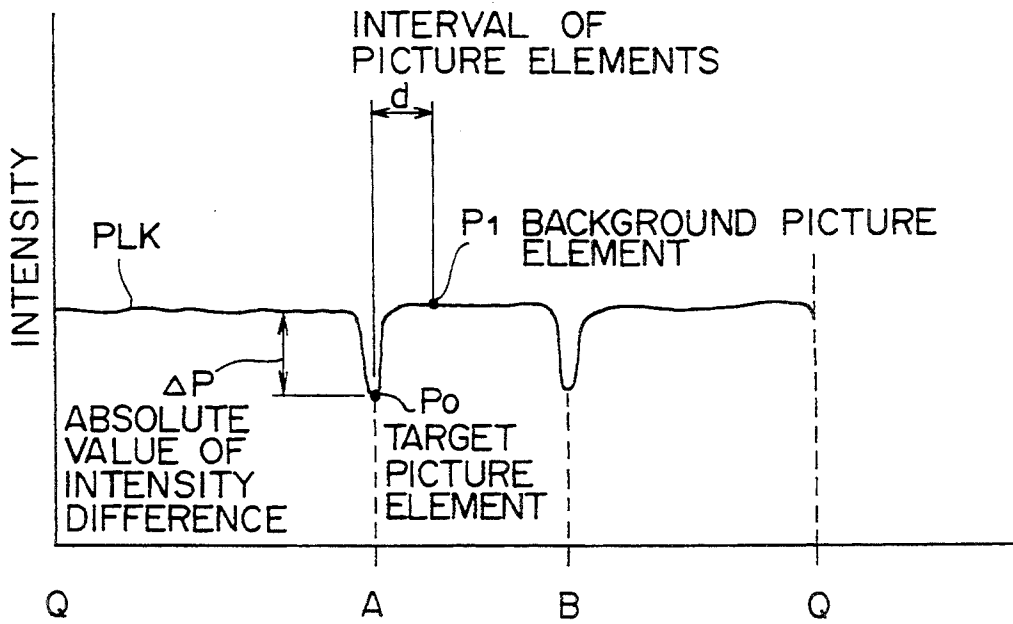 INTERVAL OF
PICTURE ELEMENTS
d
INTENSITY
PLK
P1 BACKGROUND PICTURE
ELEMENT
ΔP
ABSOLUTE
VALUE OF
INTENSITY
DIFFERENCE
Po
TARGET
PICTURE
ELEMENT
Q A B Q